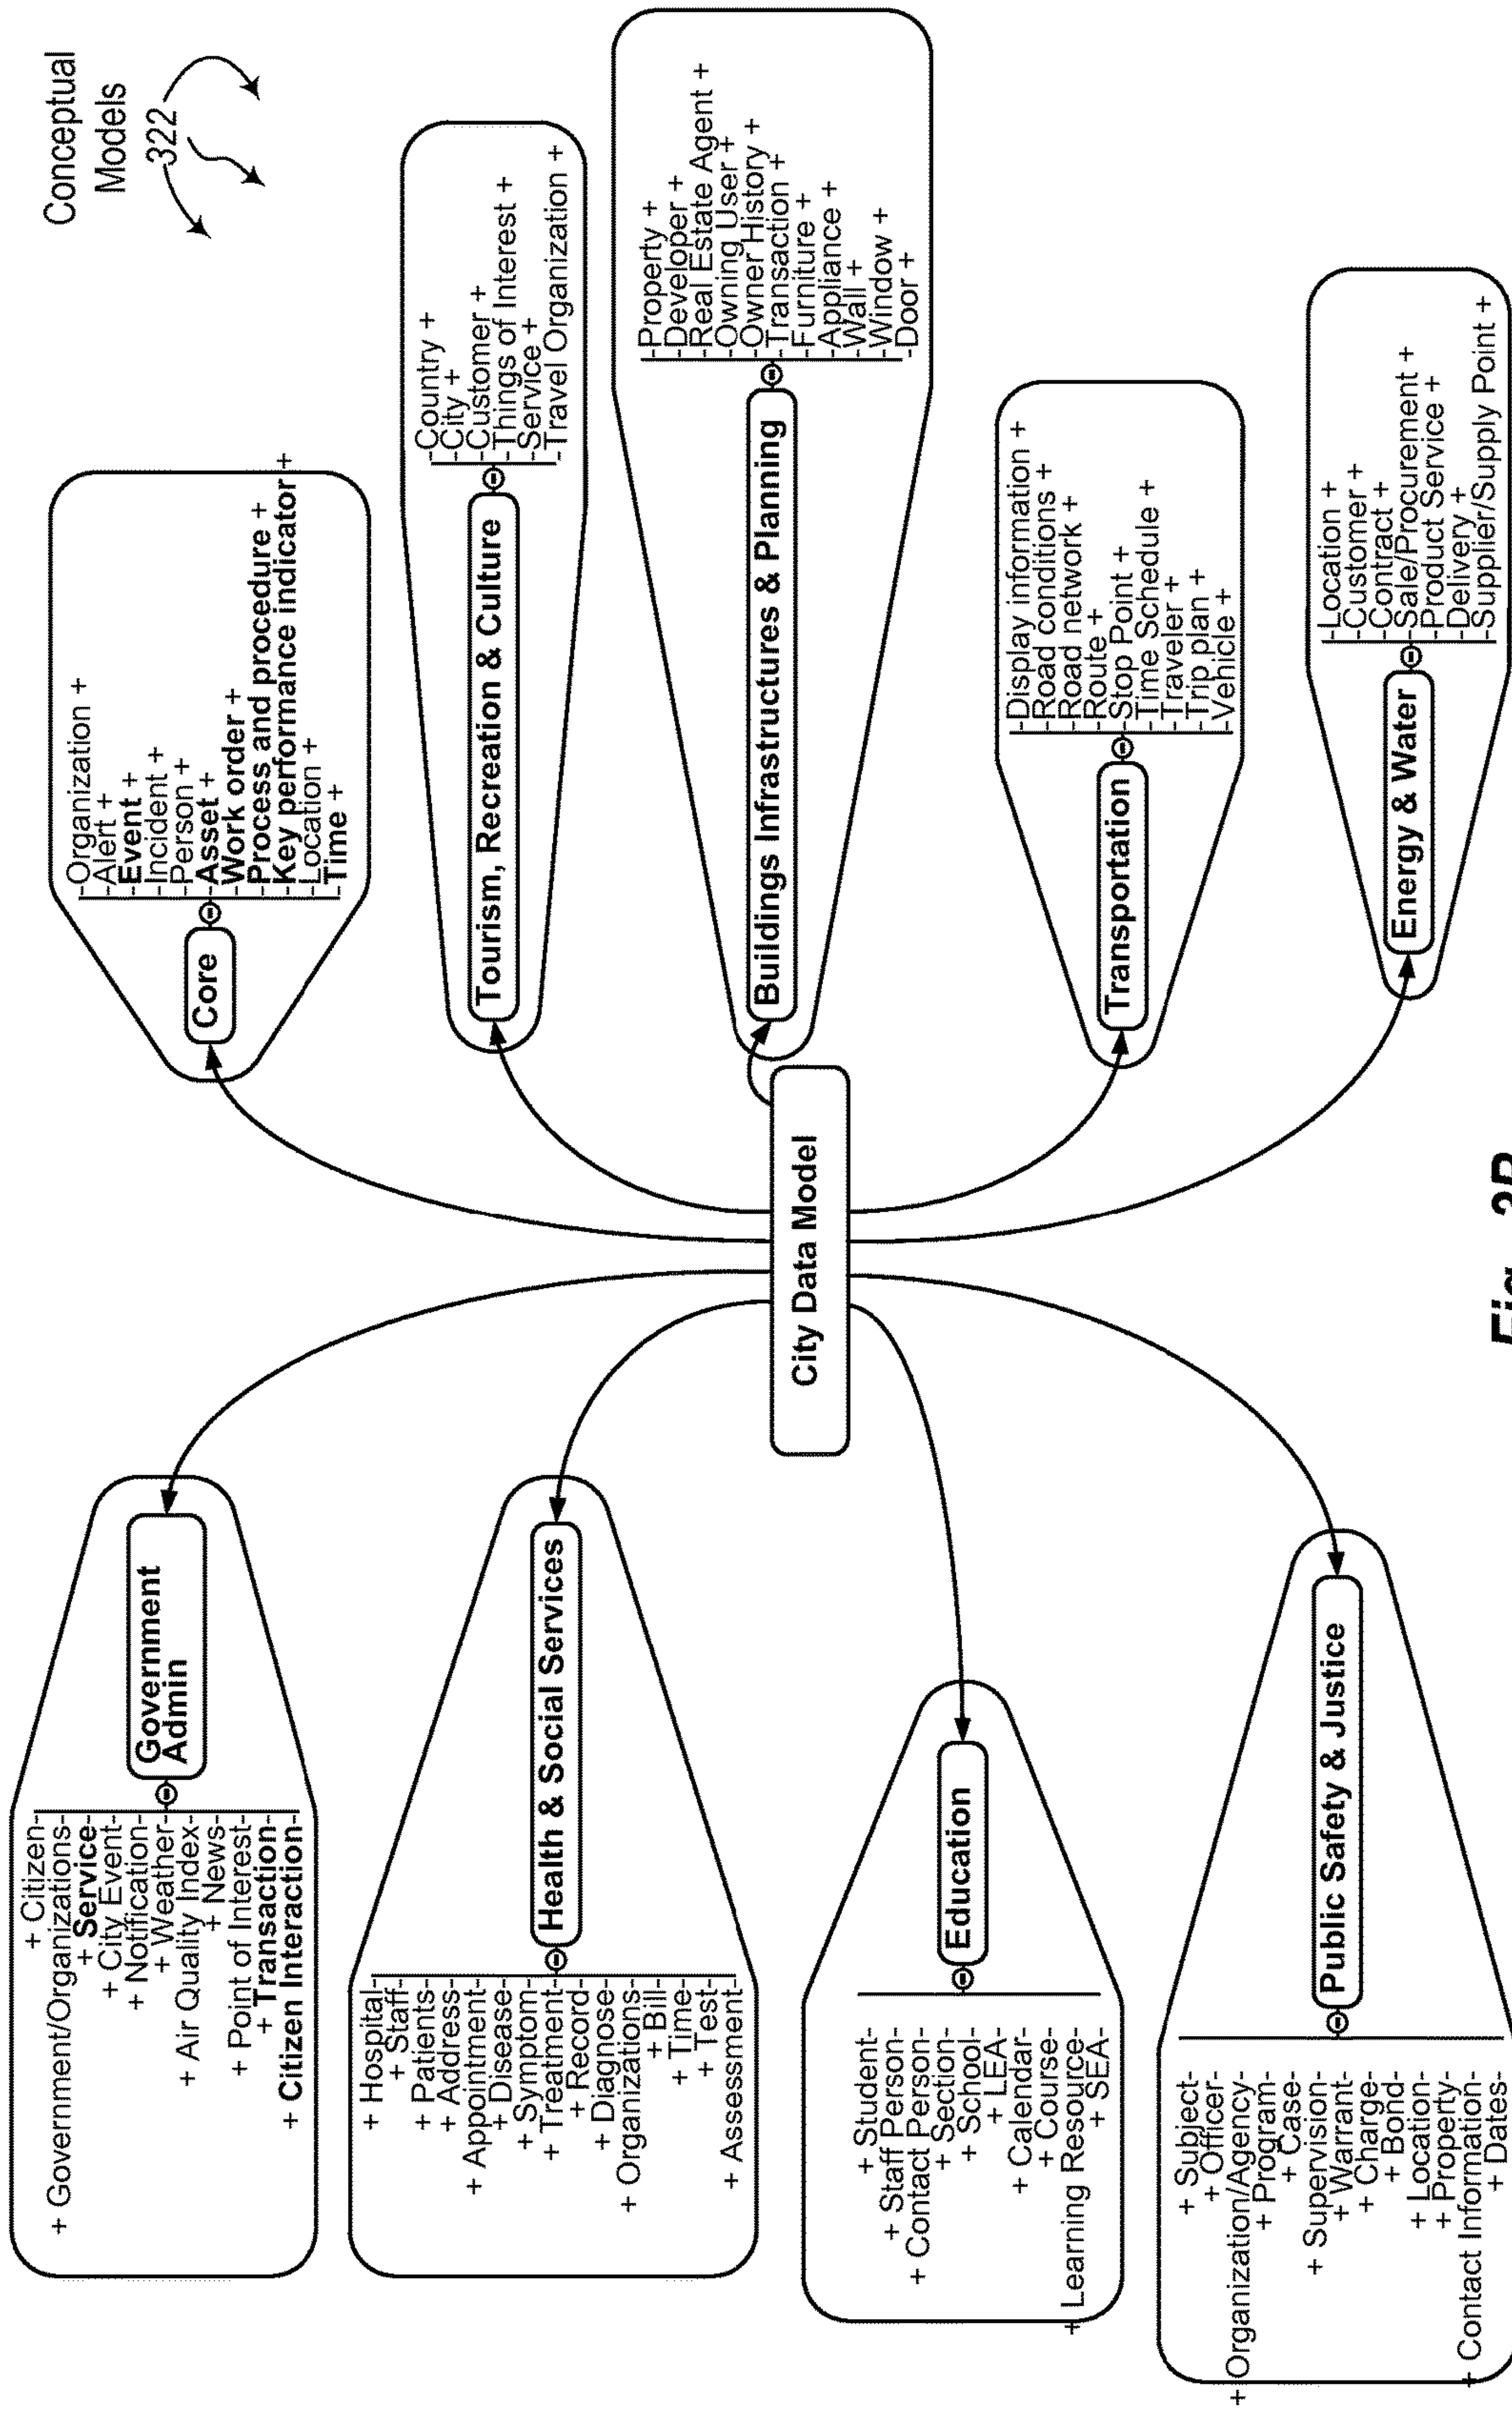 Conceptual
Models
322
City Data Model
Government
Admin
+ Citizen-
+ Government/Organizations-
+ Service-
+ City Event-
+ Notification-
+ Weather-
+ Air Quality Index-
+ News-
+ Point of Interest-
+ Transaction-
+ Citizen Interaction-
Health & Social Services
+ Hospital-
+ Staff-
+ Patients-
+ Address-
+ Appointment-
+ Disease-
+ Symptom-
+ Treatment-
+ Record-
+ Diagnose-
+ Organizations-
+ Bill-
+ Time-
+ Test-
+ Assessment-
Education
+ Student-
+ Staff Person-
+ Contact Person-
+ Section-
+ School-
+ LEA-
+ Calendar-
+ Course-
+ Learning Resource-
+ SEA-
Public Safety & Justice
+ Subject-
+ Officer-
+ Organization/Agency-
+ Program-
+ Case-
+ Supervision-
+ Warrant-
+ Charge-
+ Bond-
+ Location-
+ Property-
+ Contact Information-
+ Dates-
Core
-Organization +
-Alert +
-Event +
-Incident +
-Person +
-Asset +
-Work order +
-Process and procedure +
-Key performance indicator +
-Location +
-Time +
Tourism, Recreation & Culture
-Country +
-City +
-Customer +
-Things of Interest +
-Service +
-Travel Organization +
Buildings Infrastructures & Planning
-Property +
-Developer +
-Real Estate Agent +
-Owning User +
-Owner History +
-Transaction +
-Furniture +
-Appliance +
-Wall +
-Window +
-Door +
Transportation
-Display information +
-Road conditions +
-Road network +
-Route +
-Stop Point +
-Time Schedule +
-Traveler +
-Trip plan +
-Vehicle +
Energy & Water
-Location +
-Customer +
-Contract +
-Sale/Procurement +
-Product Service +
-Delivery +
-Supplier/Supply Point +